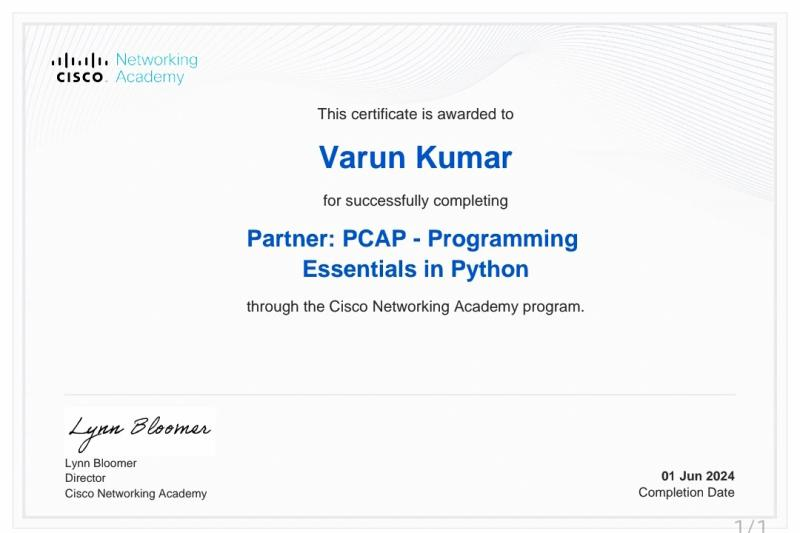 Networking
CISCO. Academy
This certificate is awarded to
Varun Kumar
for successfully completing
Partner: PCAP - Programming
Essentials in Python
through the Cisco Networking Academy program.
Lynn Bloomer
Lynn Bloomer
Director
Cisco Networking Academy
01 Jun 2024
Completion Date
1/1